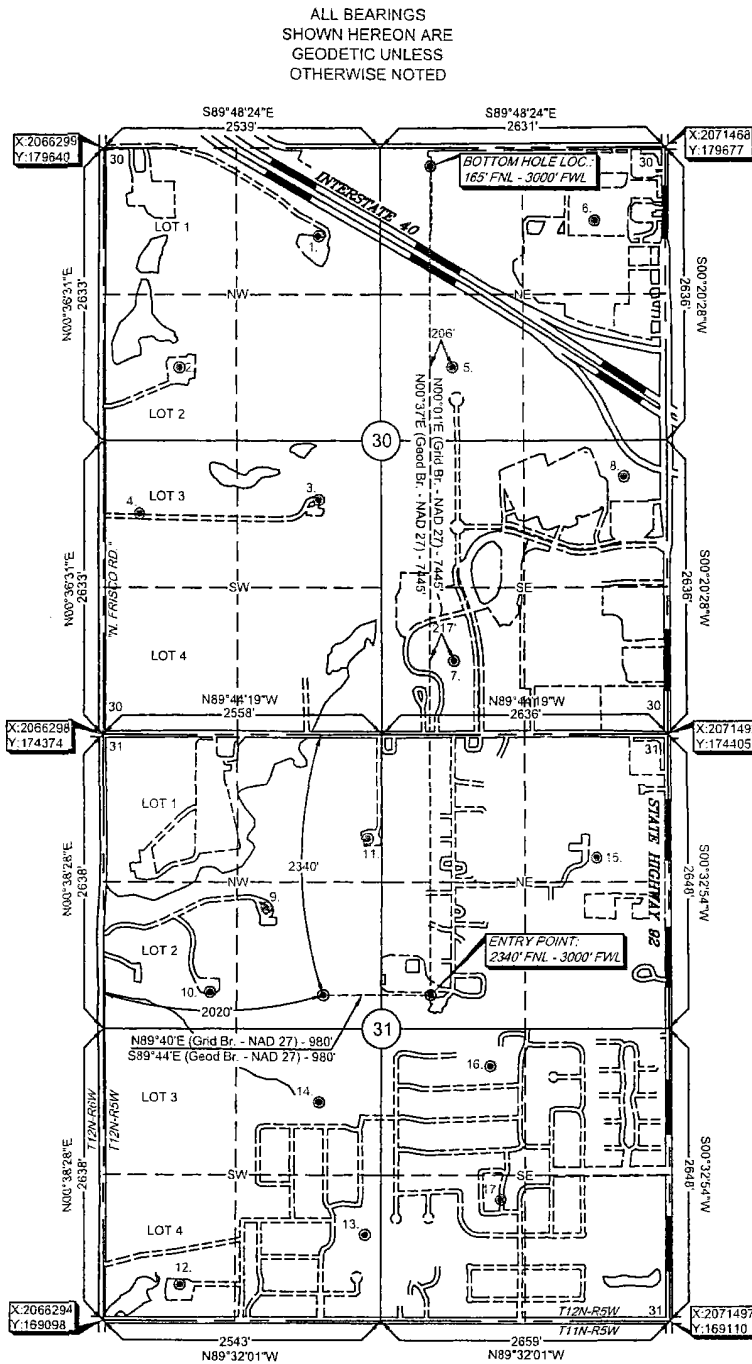 ALL BEARINGS
SHOWN HEREON ARE
GEODETIC UNLESS
OTHERWISE NOTED
S89°48'24"E
2539'
S89°48'24"E
2631'
X:2066299
Y:179640
X:2071468
Y:179677
30
30
BOTTOM HOLE LOC.:
165' FNL - 3000' FWL
INTERSTATE 40
LOT 1
1.
6.
N00°36'31"E
2633'
S00°20'28"W
2636'
NW
NE
206'
2.
5.
LOT 2
N00°01'E (Grid Br. - NAD 27) - 7445'
N00°37'E (Geod Br. - NAD 27) - 7445'
30
LOT 3
3.
4.
8.
N00°36'31"E
2633'
"N. FRISCO RD."
S00°20'28"W
2636'
SW
SE
217'
7.
LOT 4
30
N89°41'19"W
2558'
N89°41'19"W
2636'
30
X:2066298
Y:174374
X:207149
Y:174405
31
31
LOT 1
2340'
11.
15.
STATE HIGHWAY 92
N00°38'28"E
2638'
S00°32'54"W
2648'
NW
NE
9.
LOT 2
ENTRY POINT:
2340' FNL - 3000' FWL
10.
2020'
N89°40'E (Grid Br. - NAD 27) - 980'
S89°44'E (Geod Br. - NAD 27) - 980'
31
16.
T12N-R6W
T12N-R5W
LOT 3
14.
N00°38'28"E
2638'
S00°32'54"W
2648'
SW
SE
17.
LOT 4
13.
12.
X:2066294
Y:169098
X:2071497
Y:169110
T12N-R5W
31
T11N-R5W
2543'
N89°32'01"W
2659'
N89°32'01"W